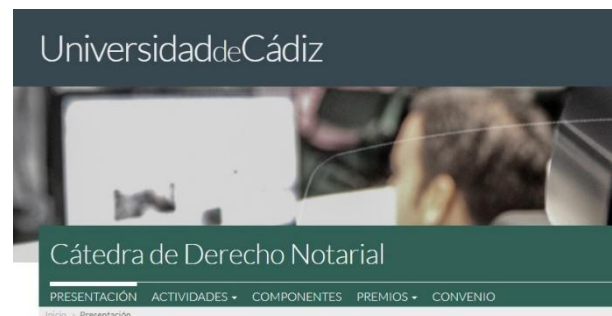 UniversidaddeCádiz
Cátedra de Derecho Notarial
PRESENTACIÓN ACTIVIDADES COMPONENTES PREMIOS CONVENIO
Inicio > Presentación